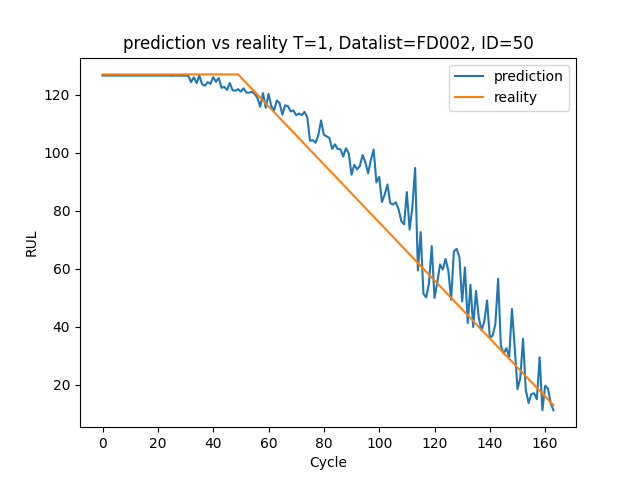 prediction vs reality T=1, Datalist=FD002, ID=50
prediction
reality
RUL
120
100
80
60
40
20
0 20 40 60 80 100 120 140 160
Cycle